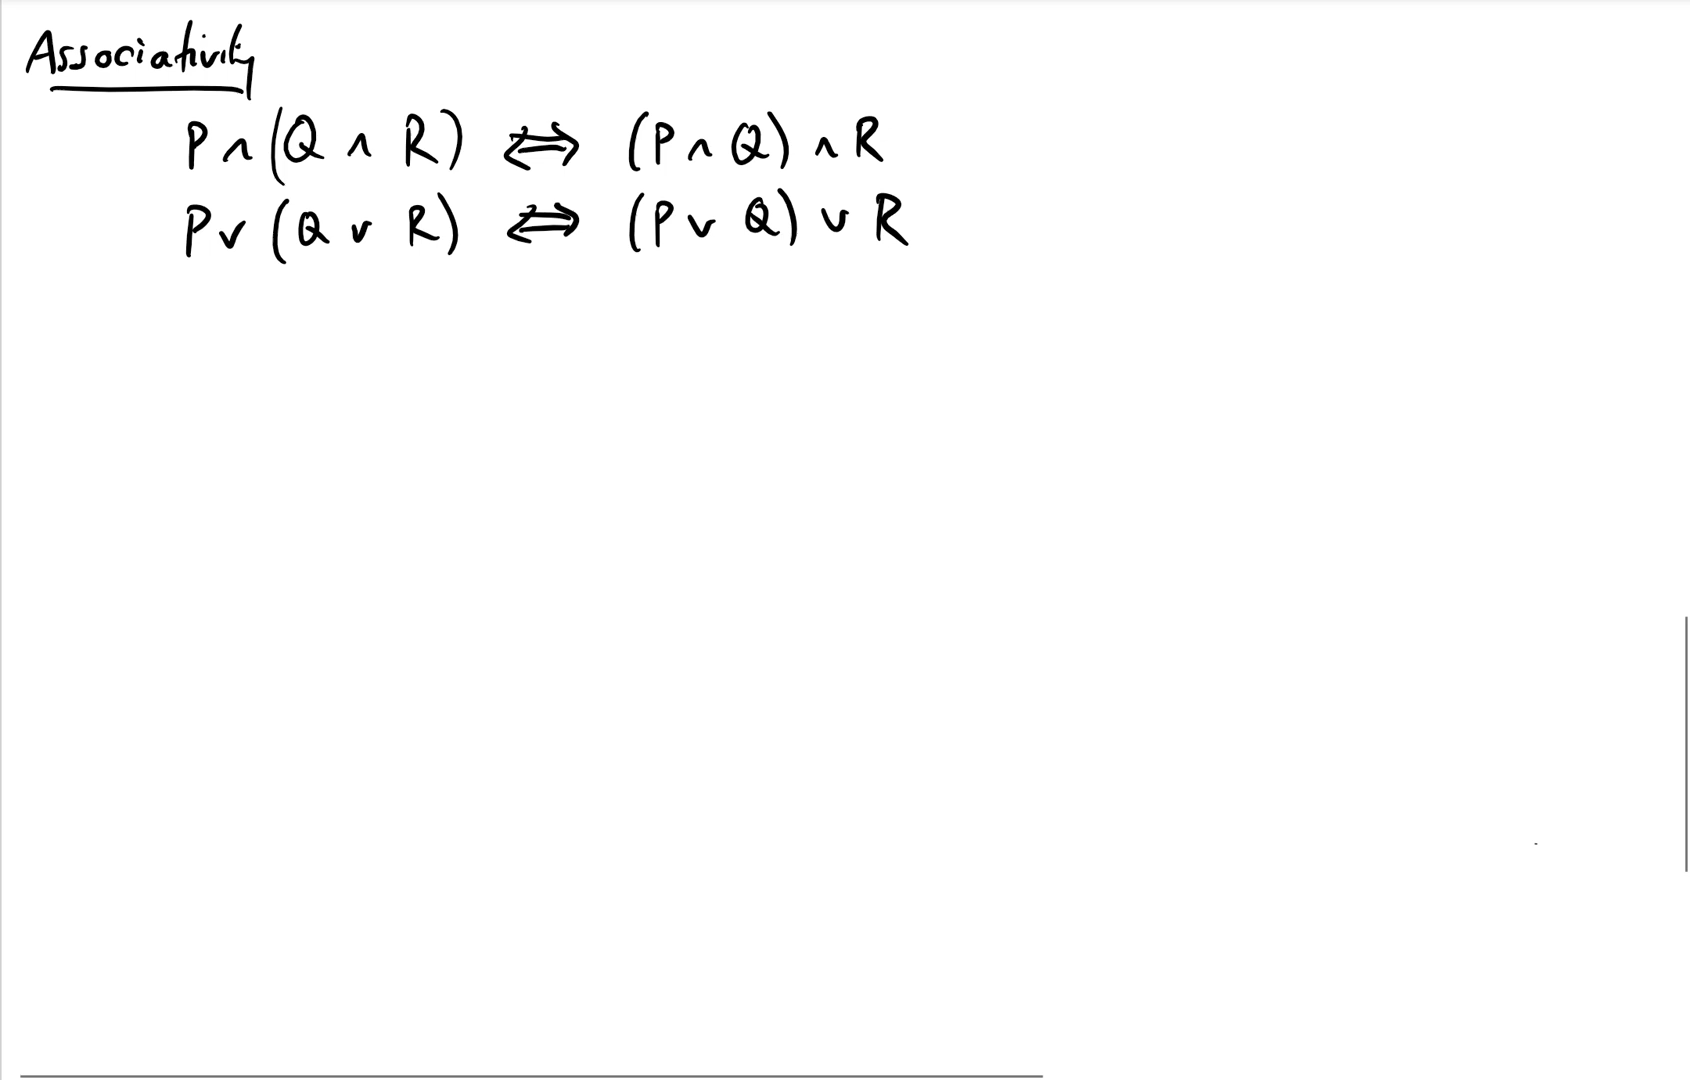 Associativity
P ∧ (Q ∧ R) ⇔ (P ∧ Q) ∧ R
P ∨ (Q ∨ R) ⇔ (P ∨ Q) ∨ R